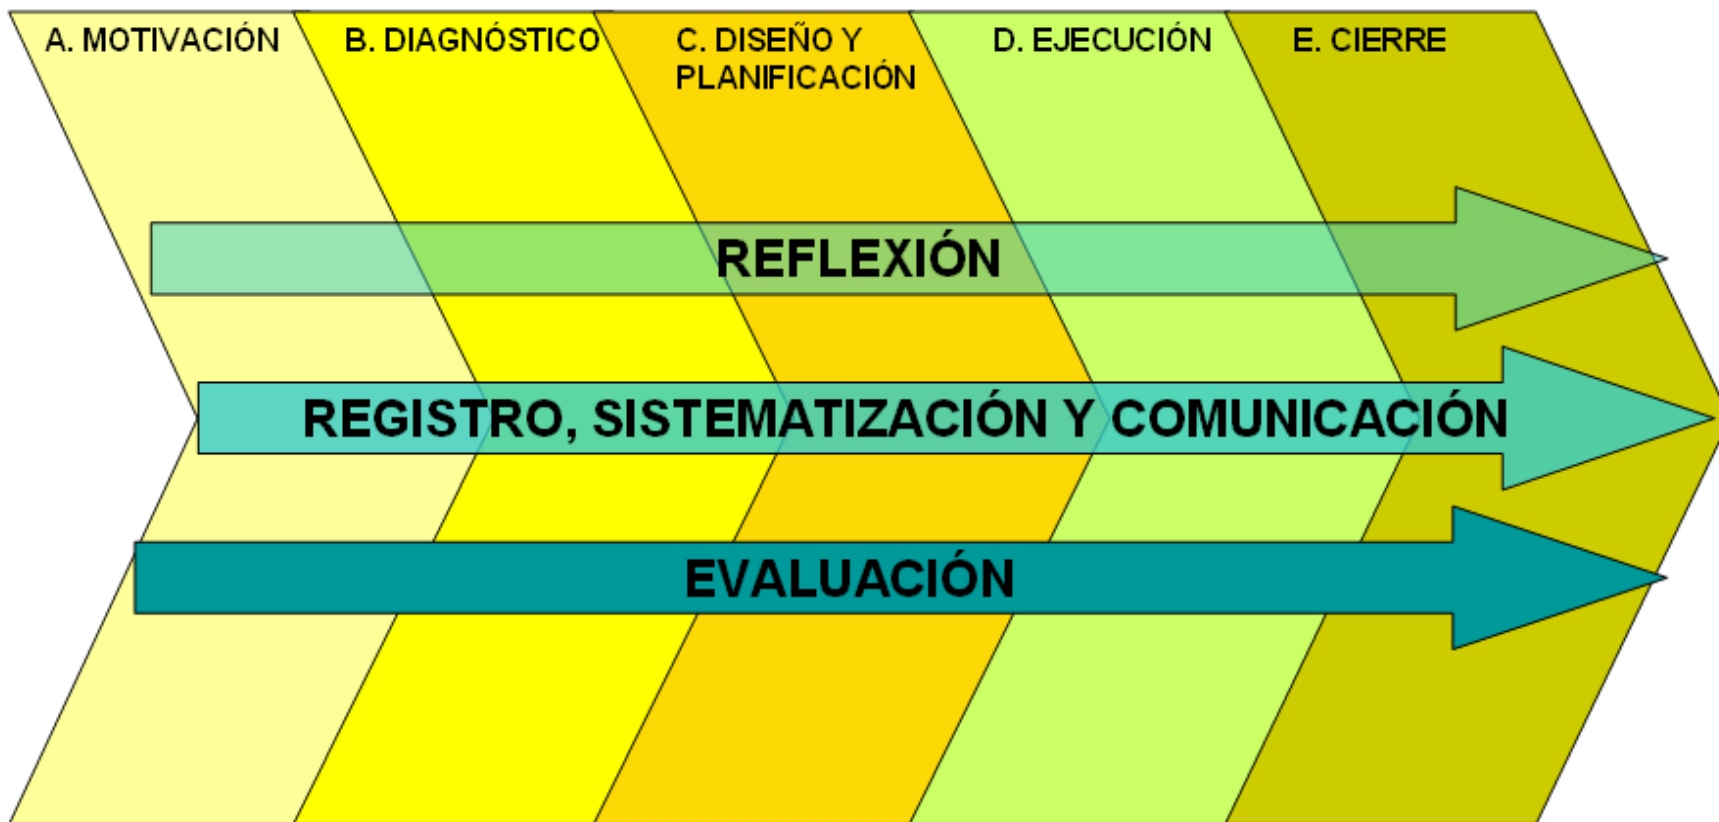 A. MOTIVACIÓN
B. DIAGNÓSTICO
C. DISEÑO Y
PLANIFICACIÓN
D. EJECUCIÓN
E. CIERRE
REFLEXIÓN
REGISTRO, SISTEMATIZACIÓN Y COMUNICACIÓN
EVALUACIÓN